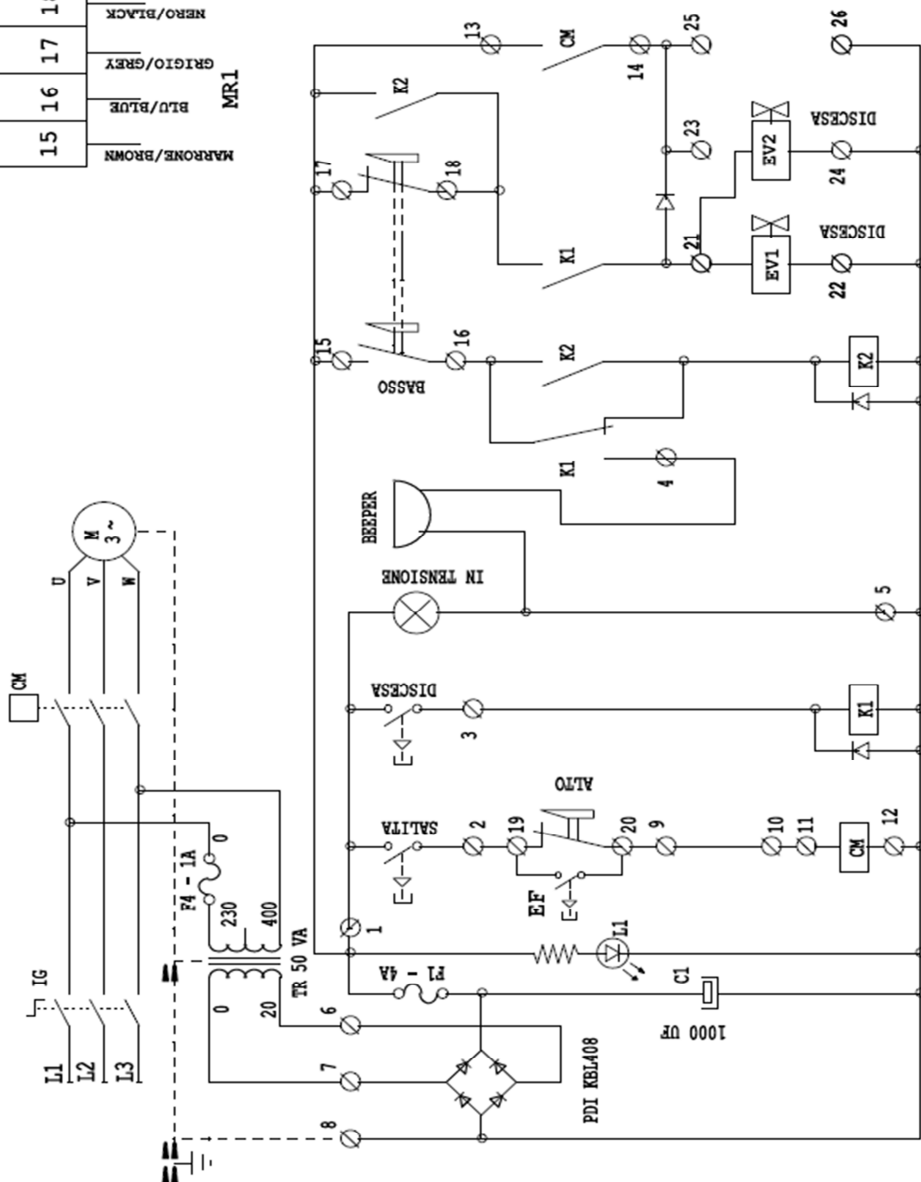 15
16
17
MARRONE/BROWN
BLU/BLUE
GRIGIO/GREY
NERO/BLACK
MR1
IG
L1
L2
L3
CM
U
V
W
M
3 ~
F4 - 1A
0
230
400
TR 50 VA
0
20
6
7
8
PDI KBL408
F1 - 4A
1000 UF
C1
1
L1
SALITA
2
19
EF
ALTO
20
9
10
11
CM
12
DISCESA
3
K1
IN TENSIONE
5
BEEPER
K1
4
15
BASSO
16
K2
K2
17
18
K2
K1
21
EV1
DISCESA
22
23
EV2
DISCESA
24
13
CM
14
25
26